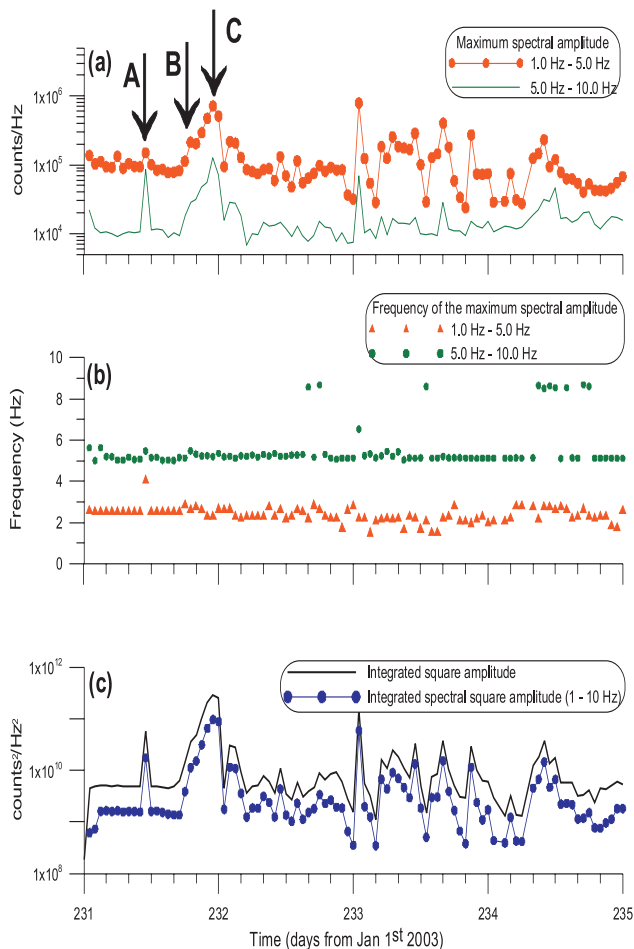 (a)
A
B
C
Maximum spectral amplitude
1.0 Hz - 5.0 Hz
5.0 Hz - 10.0 Hz
counts/Hz
1x10⁶
1x10⁵
1x10⁴
Frequency of the maximum spectral amplitude
1.0 Hz - 5.0 Hz
5.0 Hz - 10.0 Hz
(b)
Frequency (Hz)
10
8
6
4
2
0
(c)
Integrated square amplitude
Integrated spectral square amplitude (1 - 10 Hz)
counts²/Hz²
1x10¹²
1x10¹⁰
1x10⁸
231
232
233
234
235
Time (days from Jan 1st 2003)